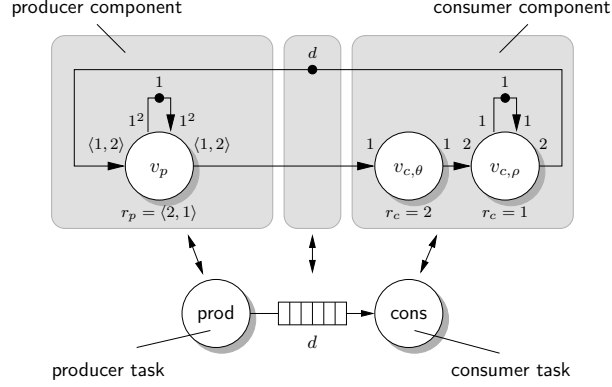 producer component consumer component
d
1 1
1² 1² 1 1
⟨1, 2⟩ ⟨1, 2⟩ 1 1 2 2
v_p v_{c,θ} v_{c,ρ}
r_p = ⟨2, 1⟩ r_c = 2 r_c = 1
prod cons
d
producer task consumer task